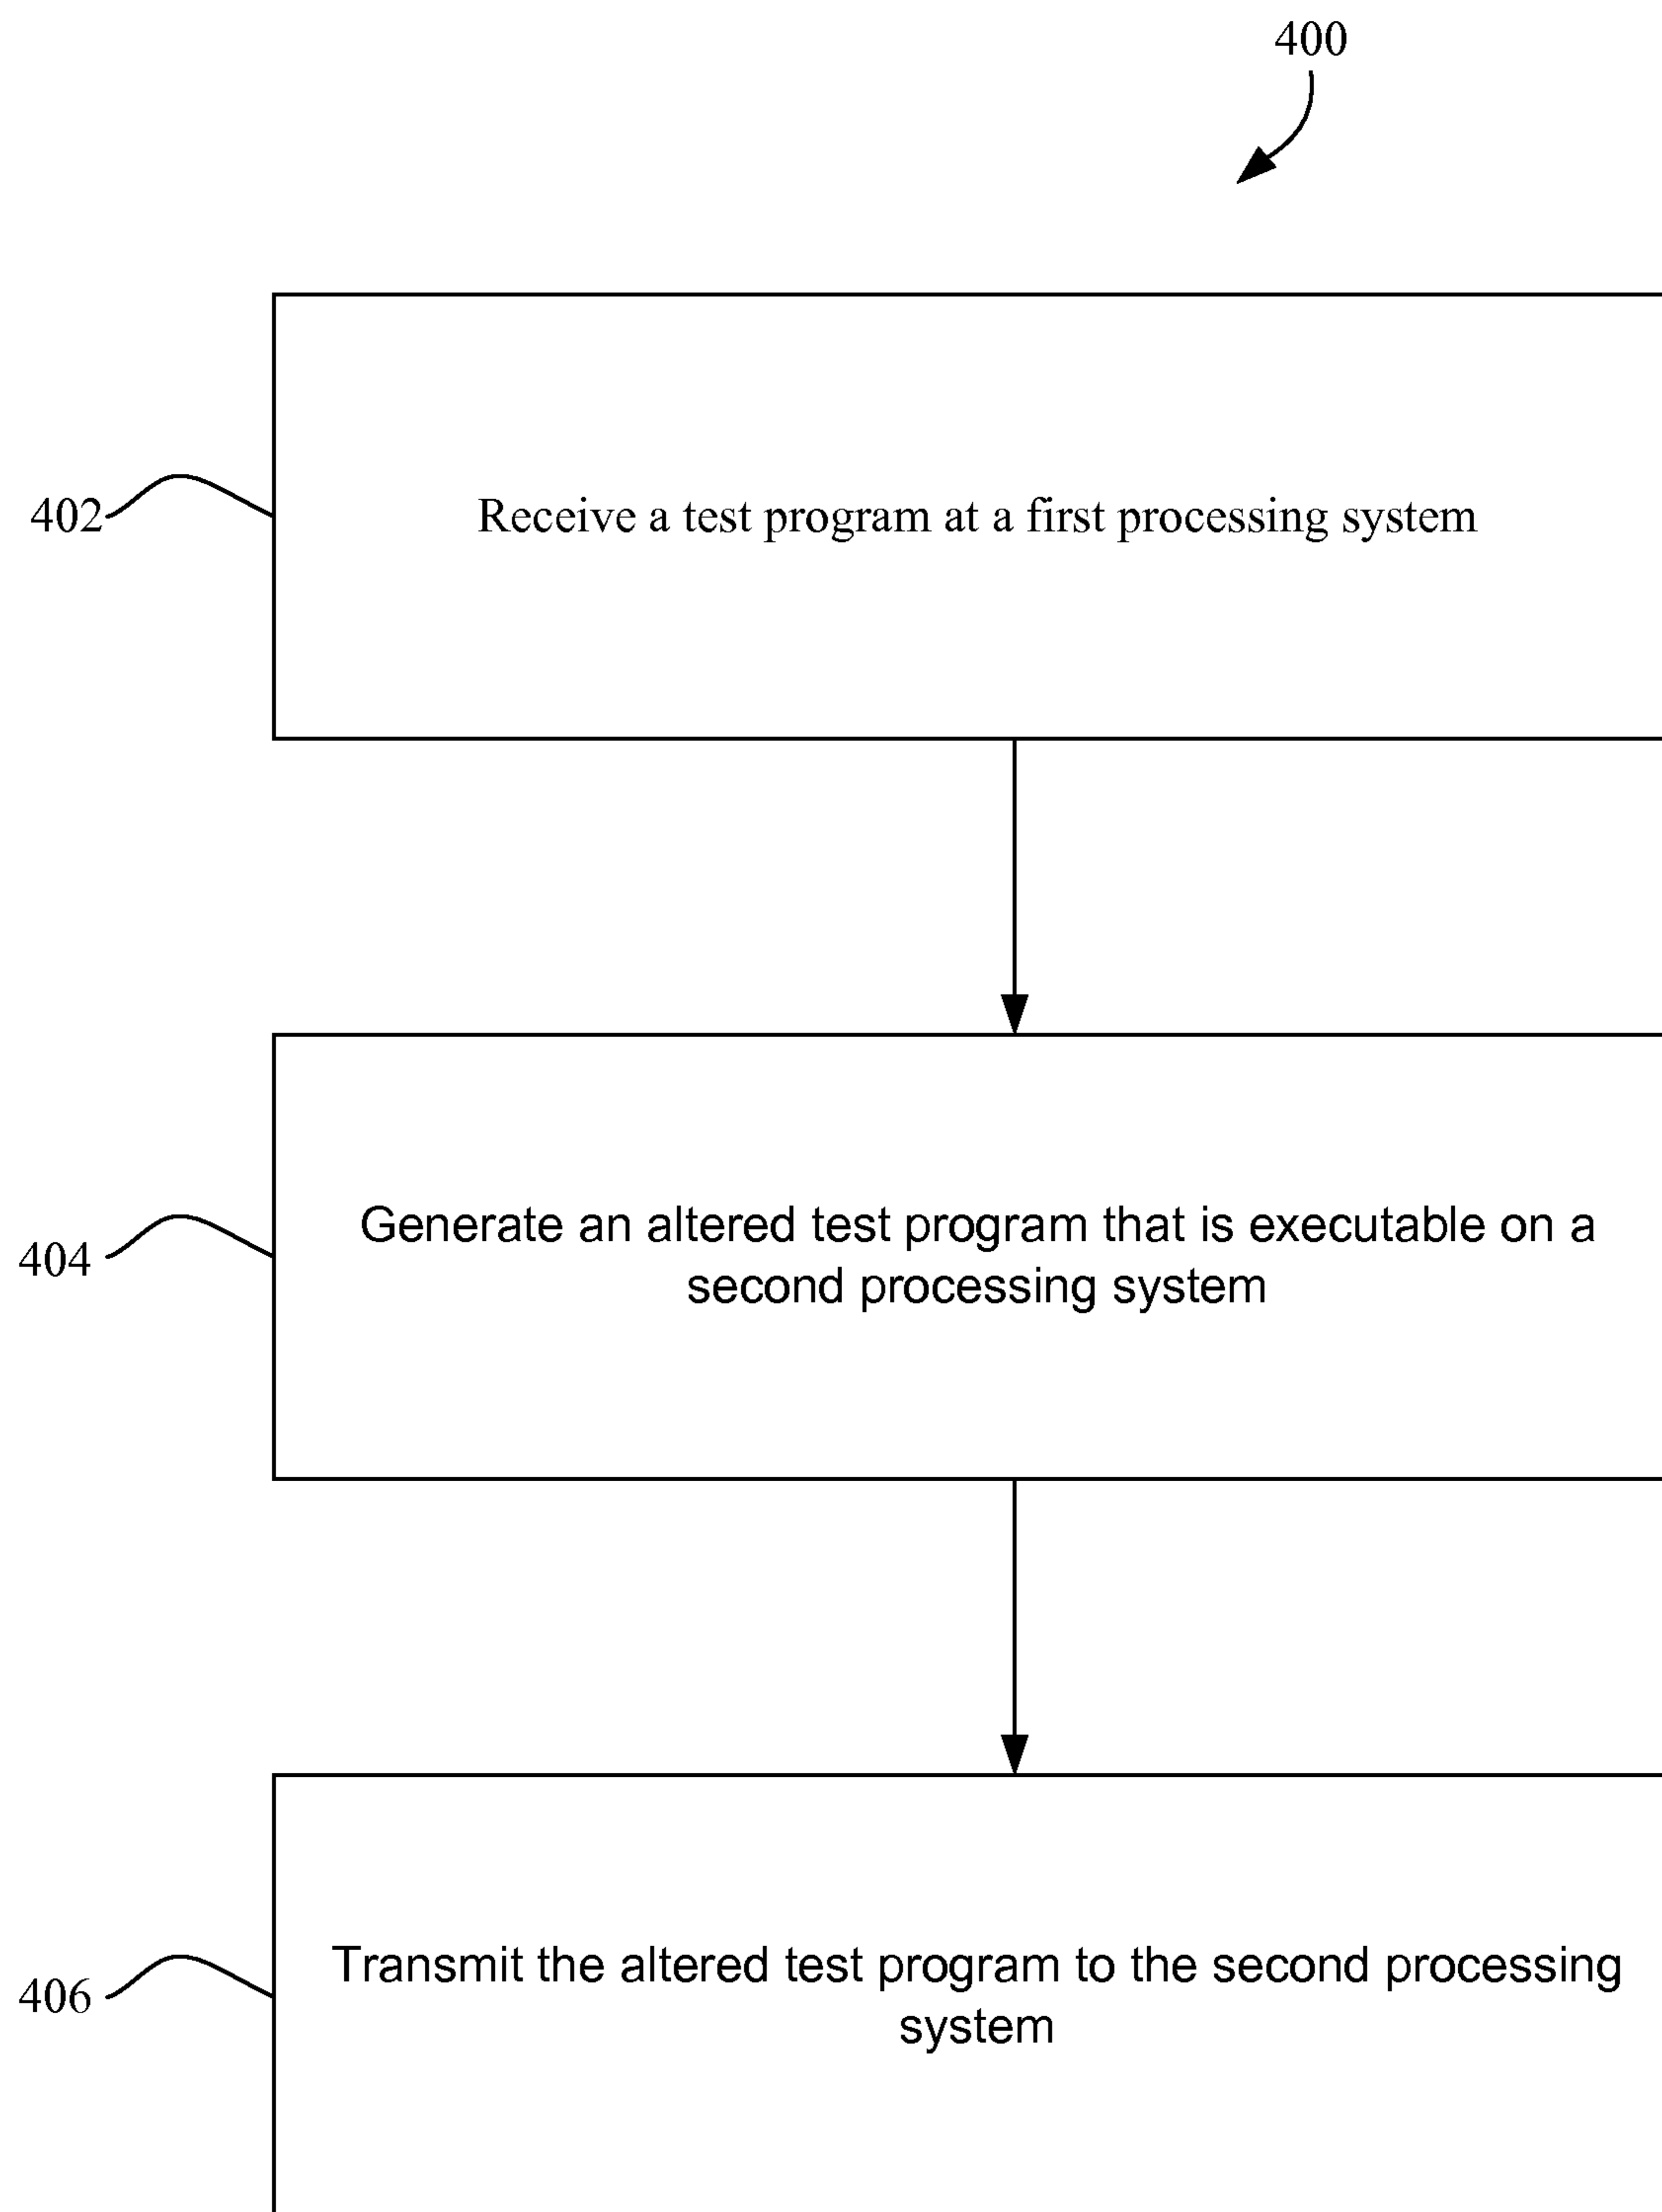 400
402
Receive a test program at a first processing system
404
Generate an altered test program that is executable on a
second processing system
406
Transmit the altered test program to the second processing
system